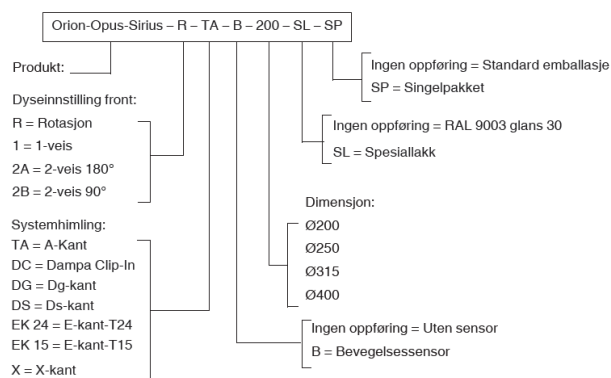 Orion-Opus-Sirius – R – TA – B – 200 – SL – SP
Produkt:
Dyseinnstilling front:
R = Rotasjon
1 = 1-veis
2A = 2-veis 180°
2B = 2-veis 90°
Systemhimling:
TA = A-Kant
DC = Dampa Clip-In
DG = Dg-kant
DS = Ds-kant
EK 24 = E-kant-T24
EK 15 = E-kant-T15
X = X-kant
Ingen oppføring = Standard emballasje
SP = Singelpakket
Ingen oppføring = RAL 9003 glans 30
SL = Spesiallakk
Dimensjon:
Ø200
Ø250
Ø315
Ø400
Ingen oppføring = Uten sensor
B = Bevegelsessensor